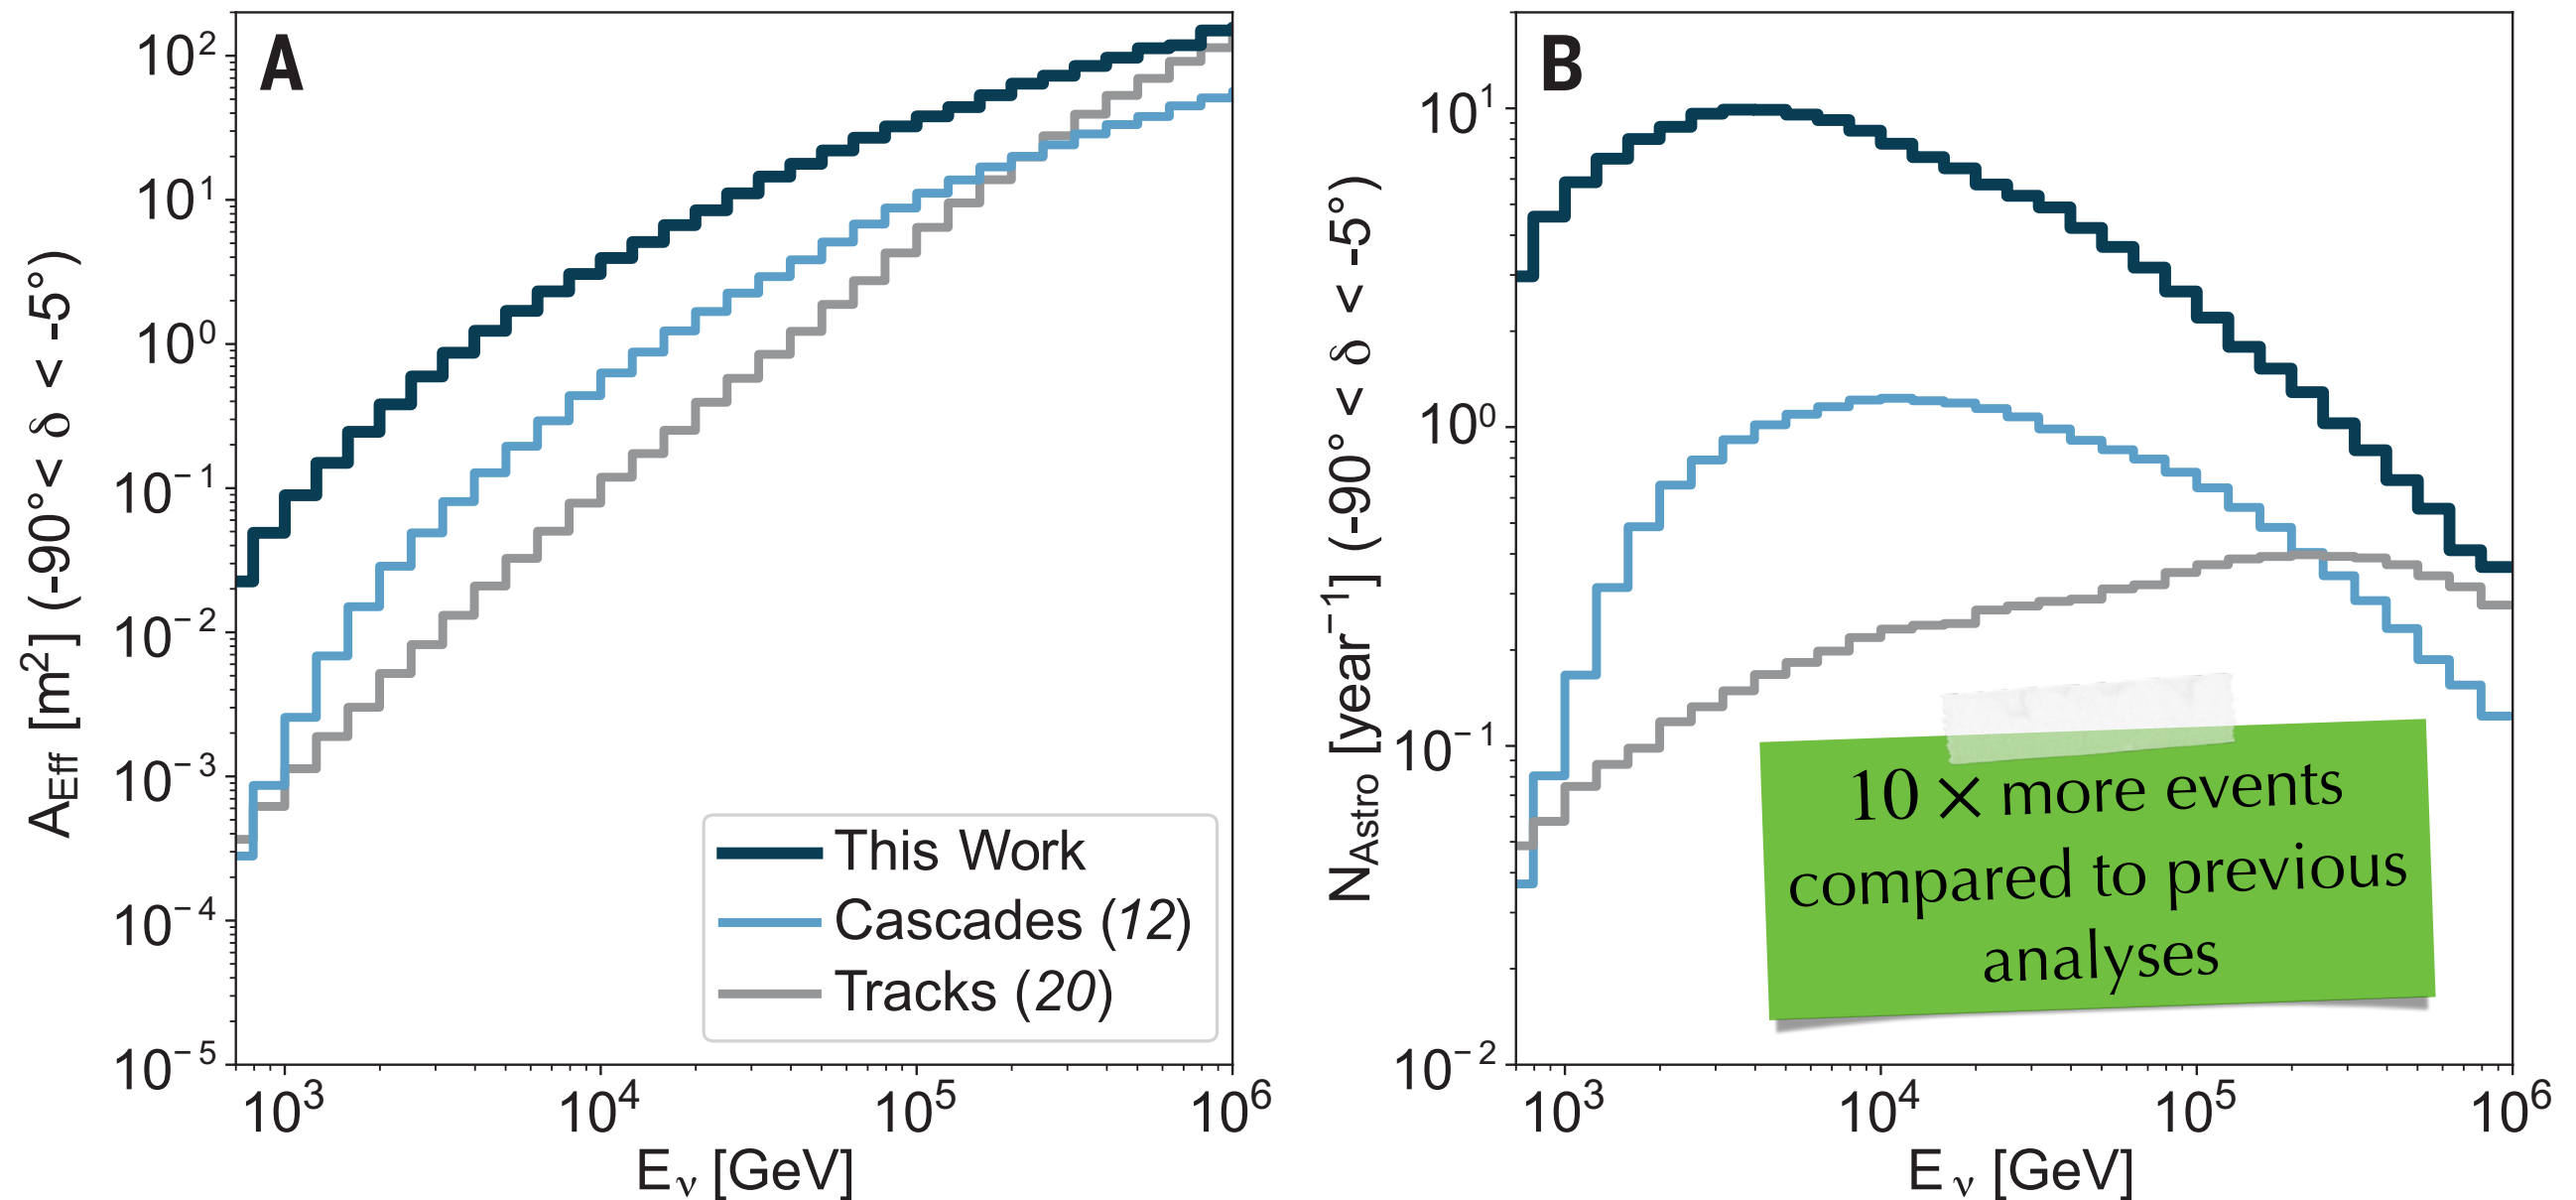 A
A_Eff [m²] (-90°< δ < -5°)
10²
10¹
10⁰
10⁻¹
10⁻²
10⁻³
10⁻⁴
10⁻⁵
This Work
Cascades (12)
Tracks (20)
10³ 10⁴ 10⁵ 10⁶
E_ν [GeV]
B
N_Astro [year⁻¹] (-90° < δ < -5°)
10¹
10⁰
10⁻¹
10⁻²
10 × more events
compared to previous
analyses
10³ 10⁴ 10⁵ 10⁶
E_ν [GeV]